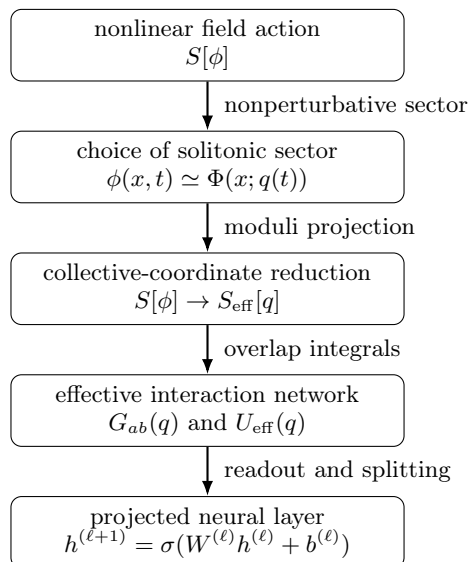 nonlinear field action
S[ϕ]
nonperturbative sector
choice of solitonic sector
ϕ(x, t) ≃ Φ(x; q(t))
moduli projection
collective-coordinate reduction
S[ϕ] → S_eff[q]
overlap integrals
effective interaction network
G_ab(q) and U_eff(q)
readout and splitting
projected neural layer
h^(ℓ+1) = σ(W^(ℓ)h^(ℓ) + b^(ℓ))